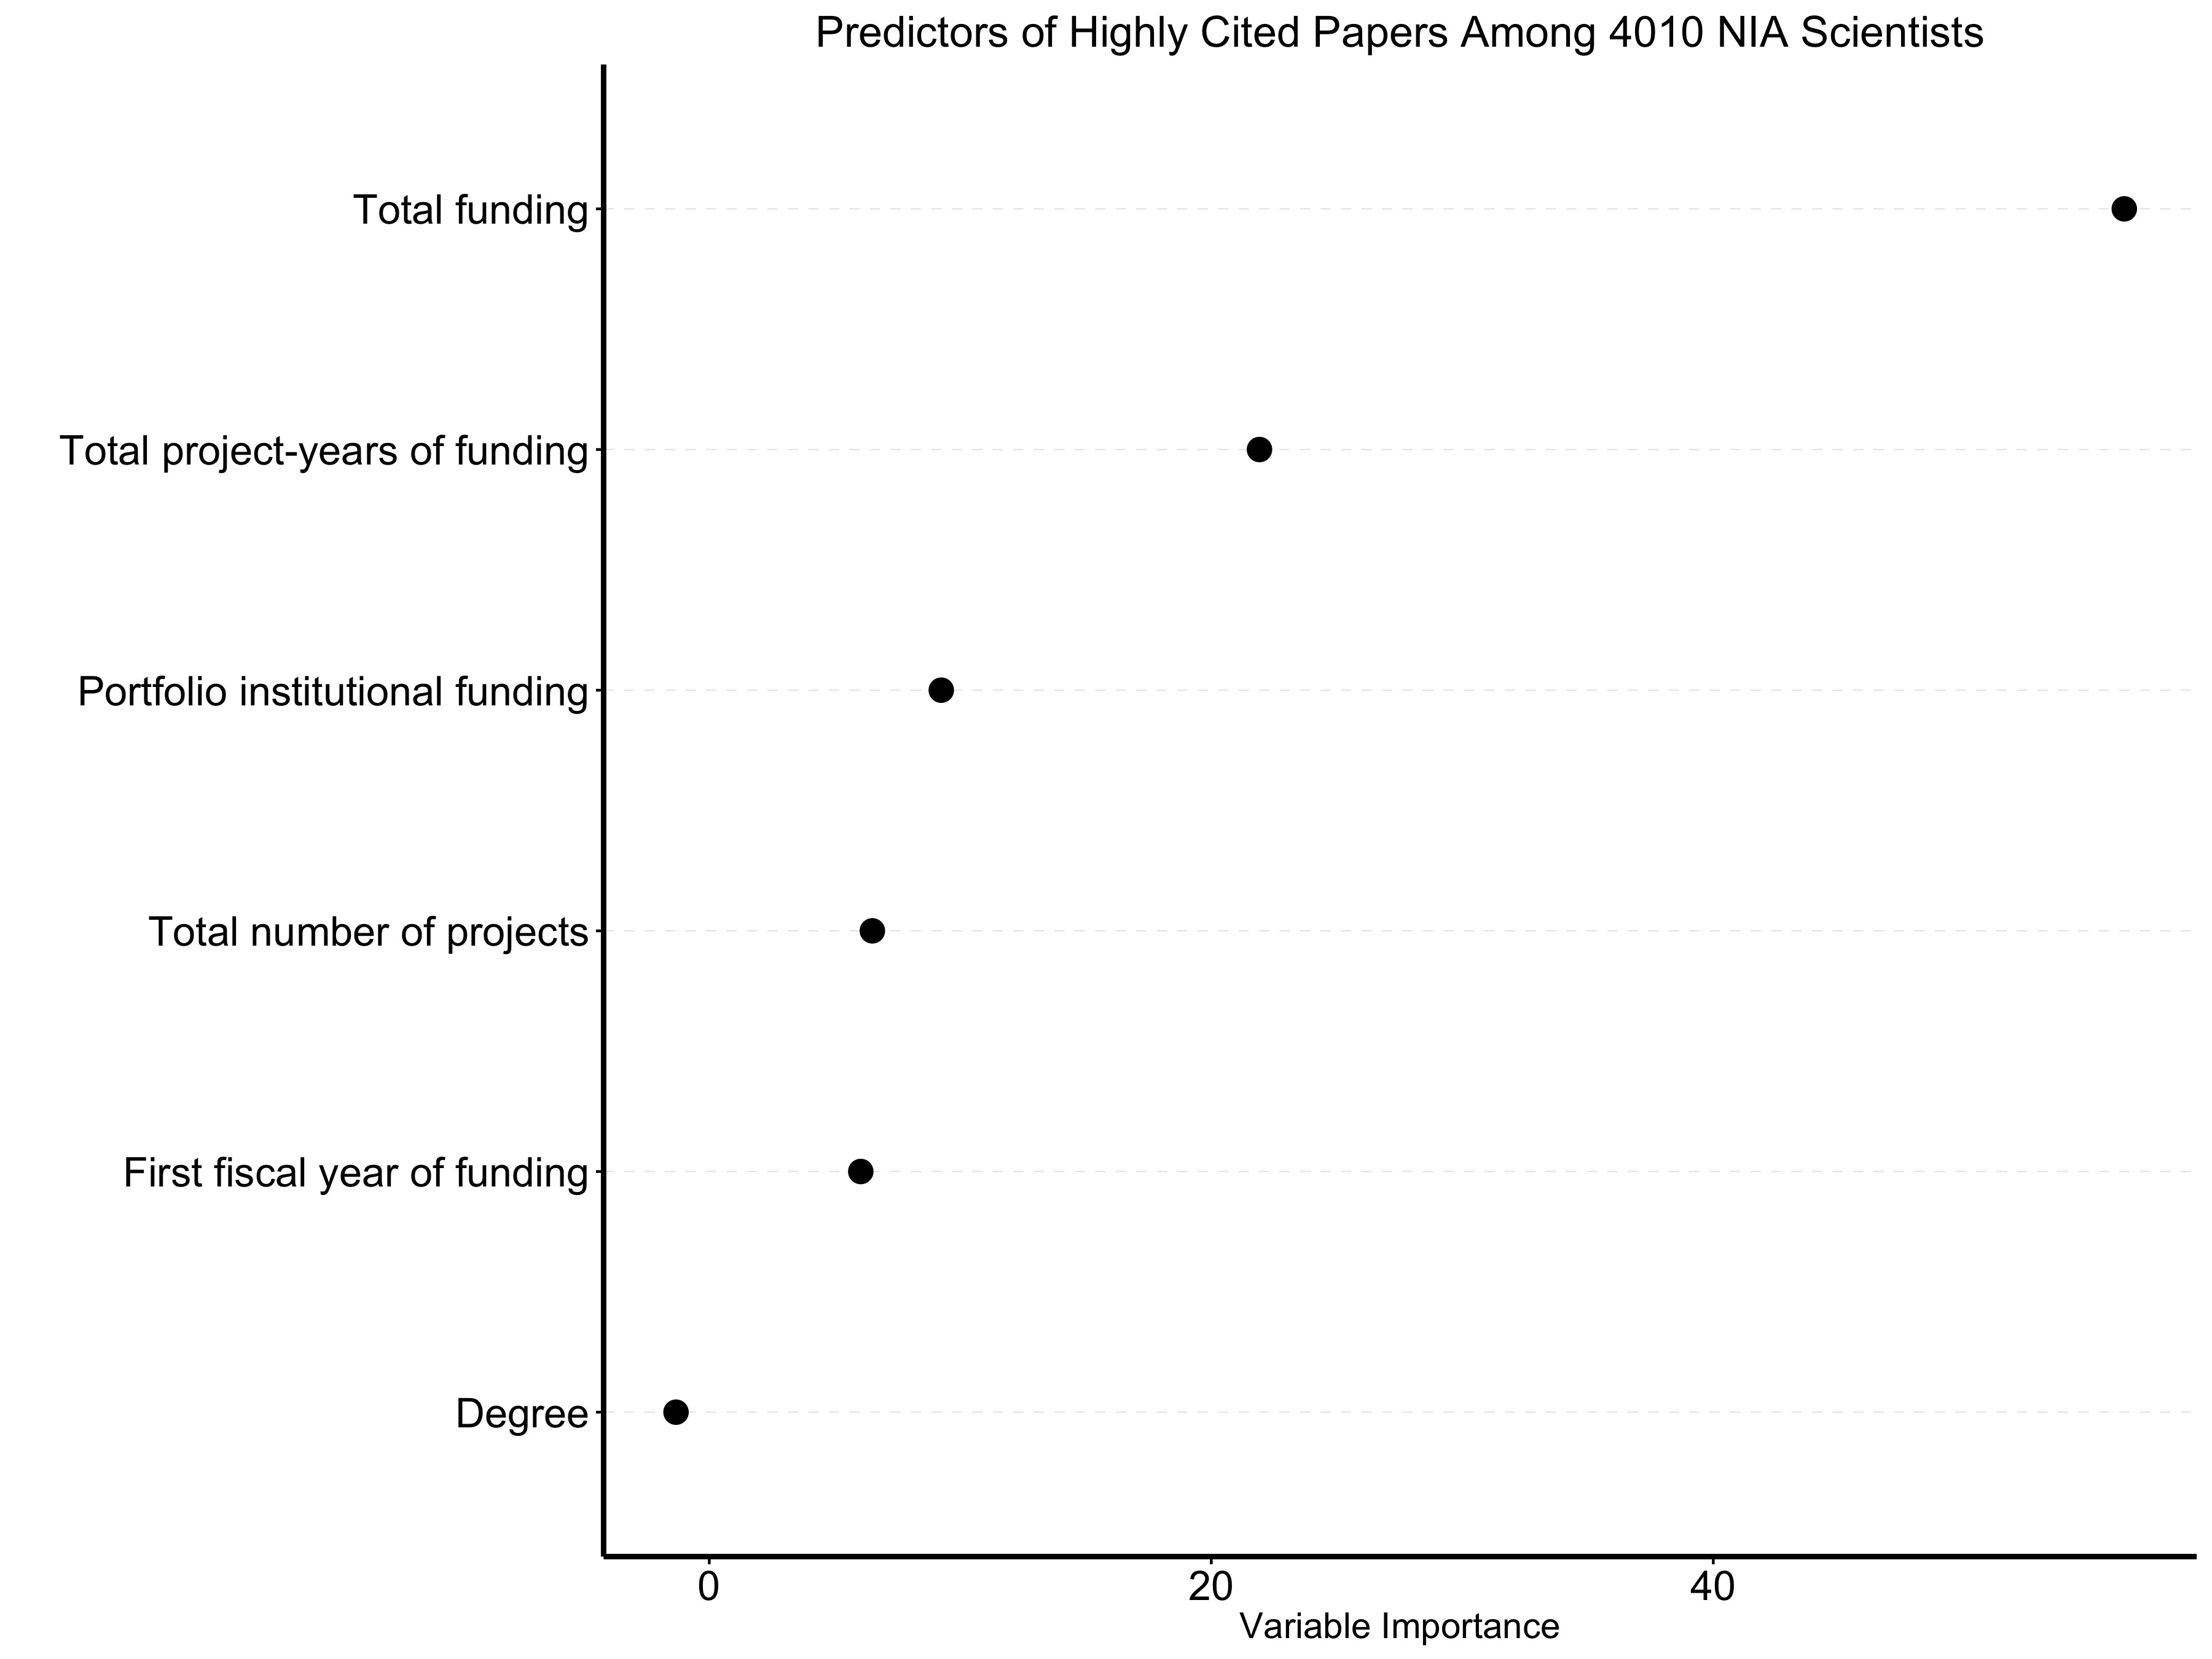 Predictors of Highly Cited Papers Among 4010 NIA Scientists
Total funding
Total project-years of funding
Portfolio institutional funding
Total number of projects
First fiscal year of funding
Degree
0 20 40
Variable Importance